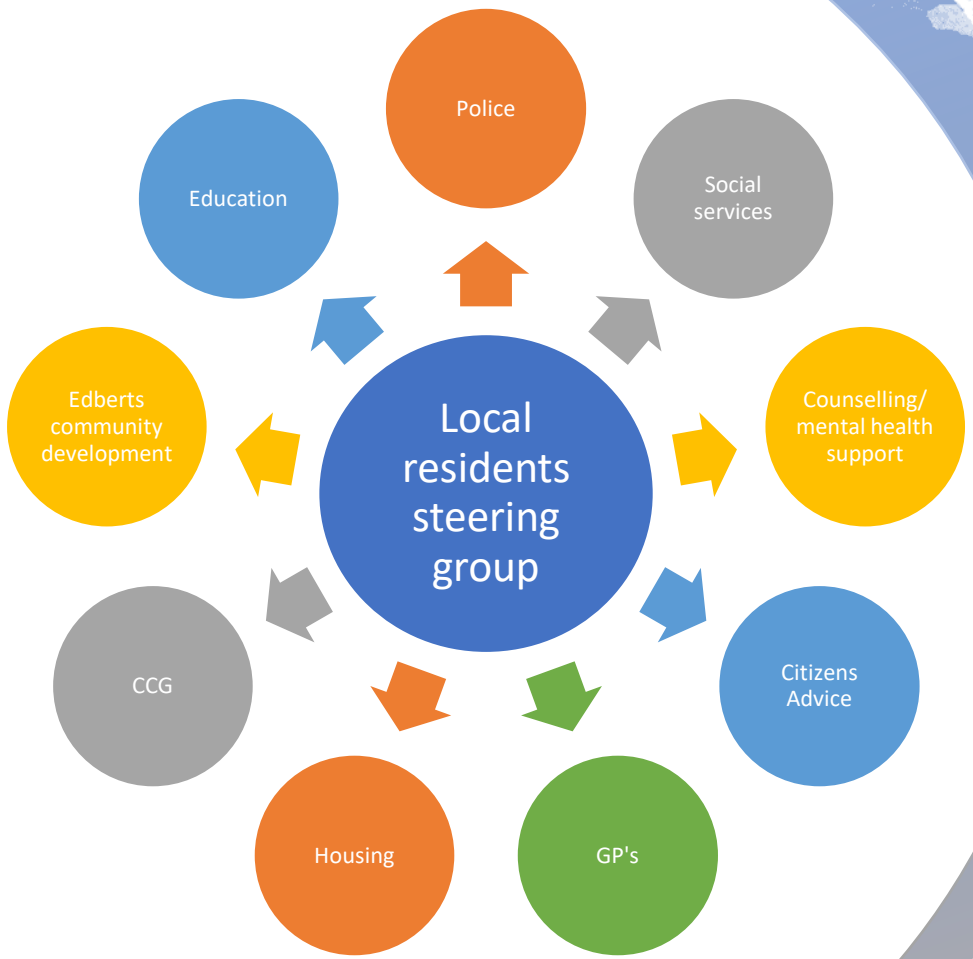 Police
Education
Social
services
Edberts
community
development
Local
residents
steering
group
Counselling/
mental health
support
CCG
Citizens
Advice
Housing
GP's